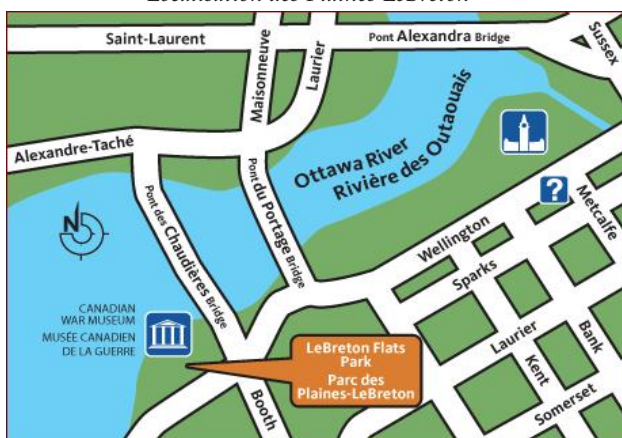 Saint-Laurent
Maisonneuve
Laurier
Pont Alexandra Bridge
Sussex
Alexandre-Taché
Ottawa River
Rivière des Outaouais
Pont des Chaudières Bridge
Pont du Portage Bridge
N
?
Metcalfe
Wellington
Sparks
CANADIAN
WAR MUSEUM
MUSÉE CANADIEN
DE LA GUERRE
LeBreton Flats
Park
Parc des
Plaines-LeBreton
Laurier
Bank
Kent
Booth
Somerset